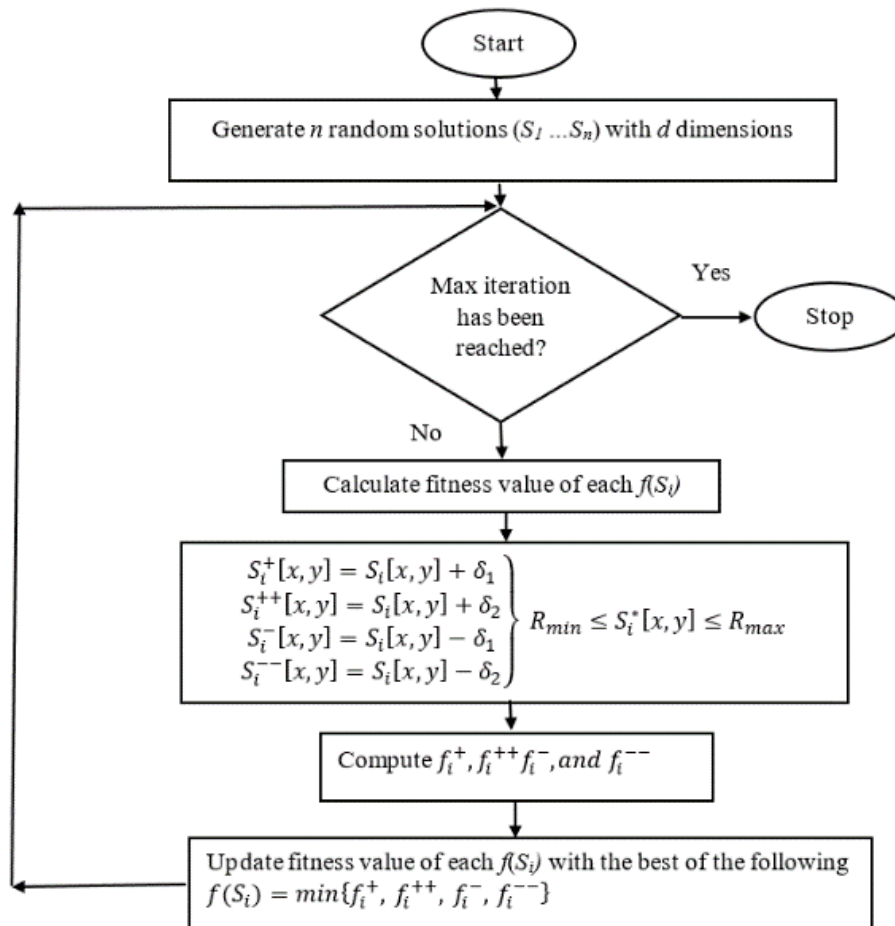 Start
Generate n random solutions (S₁ ...Sₙ) with d dimensions
Max iteration
has been
reached?
Yes
Stop
No
Calculate fitness value of each f(Sᵢ)
Sᵢ⁺[x, y] = Sᵢ[x, y] + δ₁
Sᵢ⁺⁺[x, y] = Sᵢ[x, y] + δ₂
Sᵢ⁻[x, y] = Sᵢ[x, y] − δ₁
Sᵢ⁻⁻[x, y] = Sᵢ[x, y] − δ₂
} R_min ≤ Sᵢ*[x, y] ≤ R_max
Compute fᵢ⁺, fᵢ⁺⁺fᵢ⁻, and fᵢ⁻⁻
Update fitness value of each f(Sᵢ) with the best of the following
f(Sᵢ) = min{fᵢ⁺, fᵢ⁺⁺, fᵢ⁻, fᵢ⁻⁻}